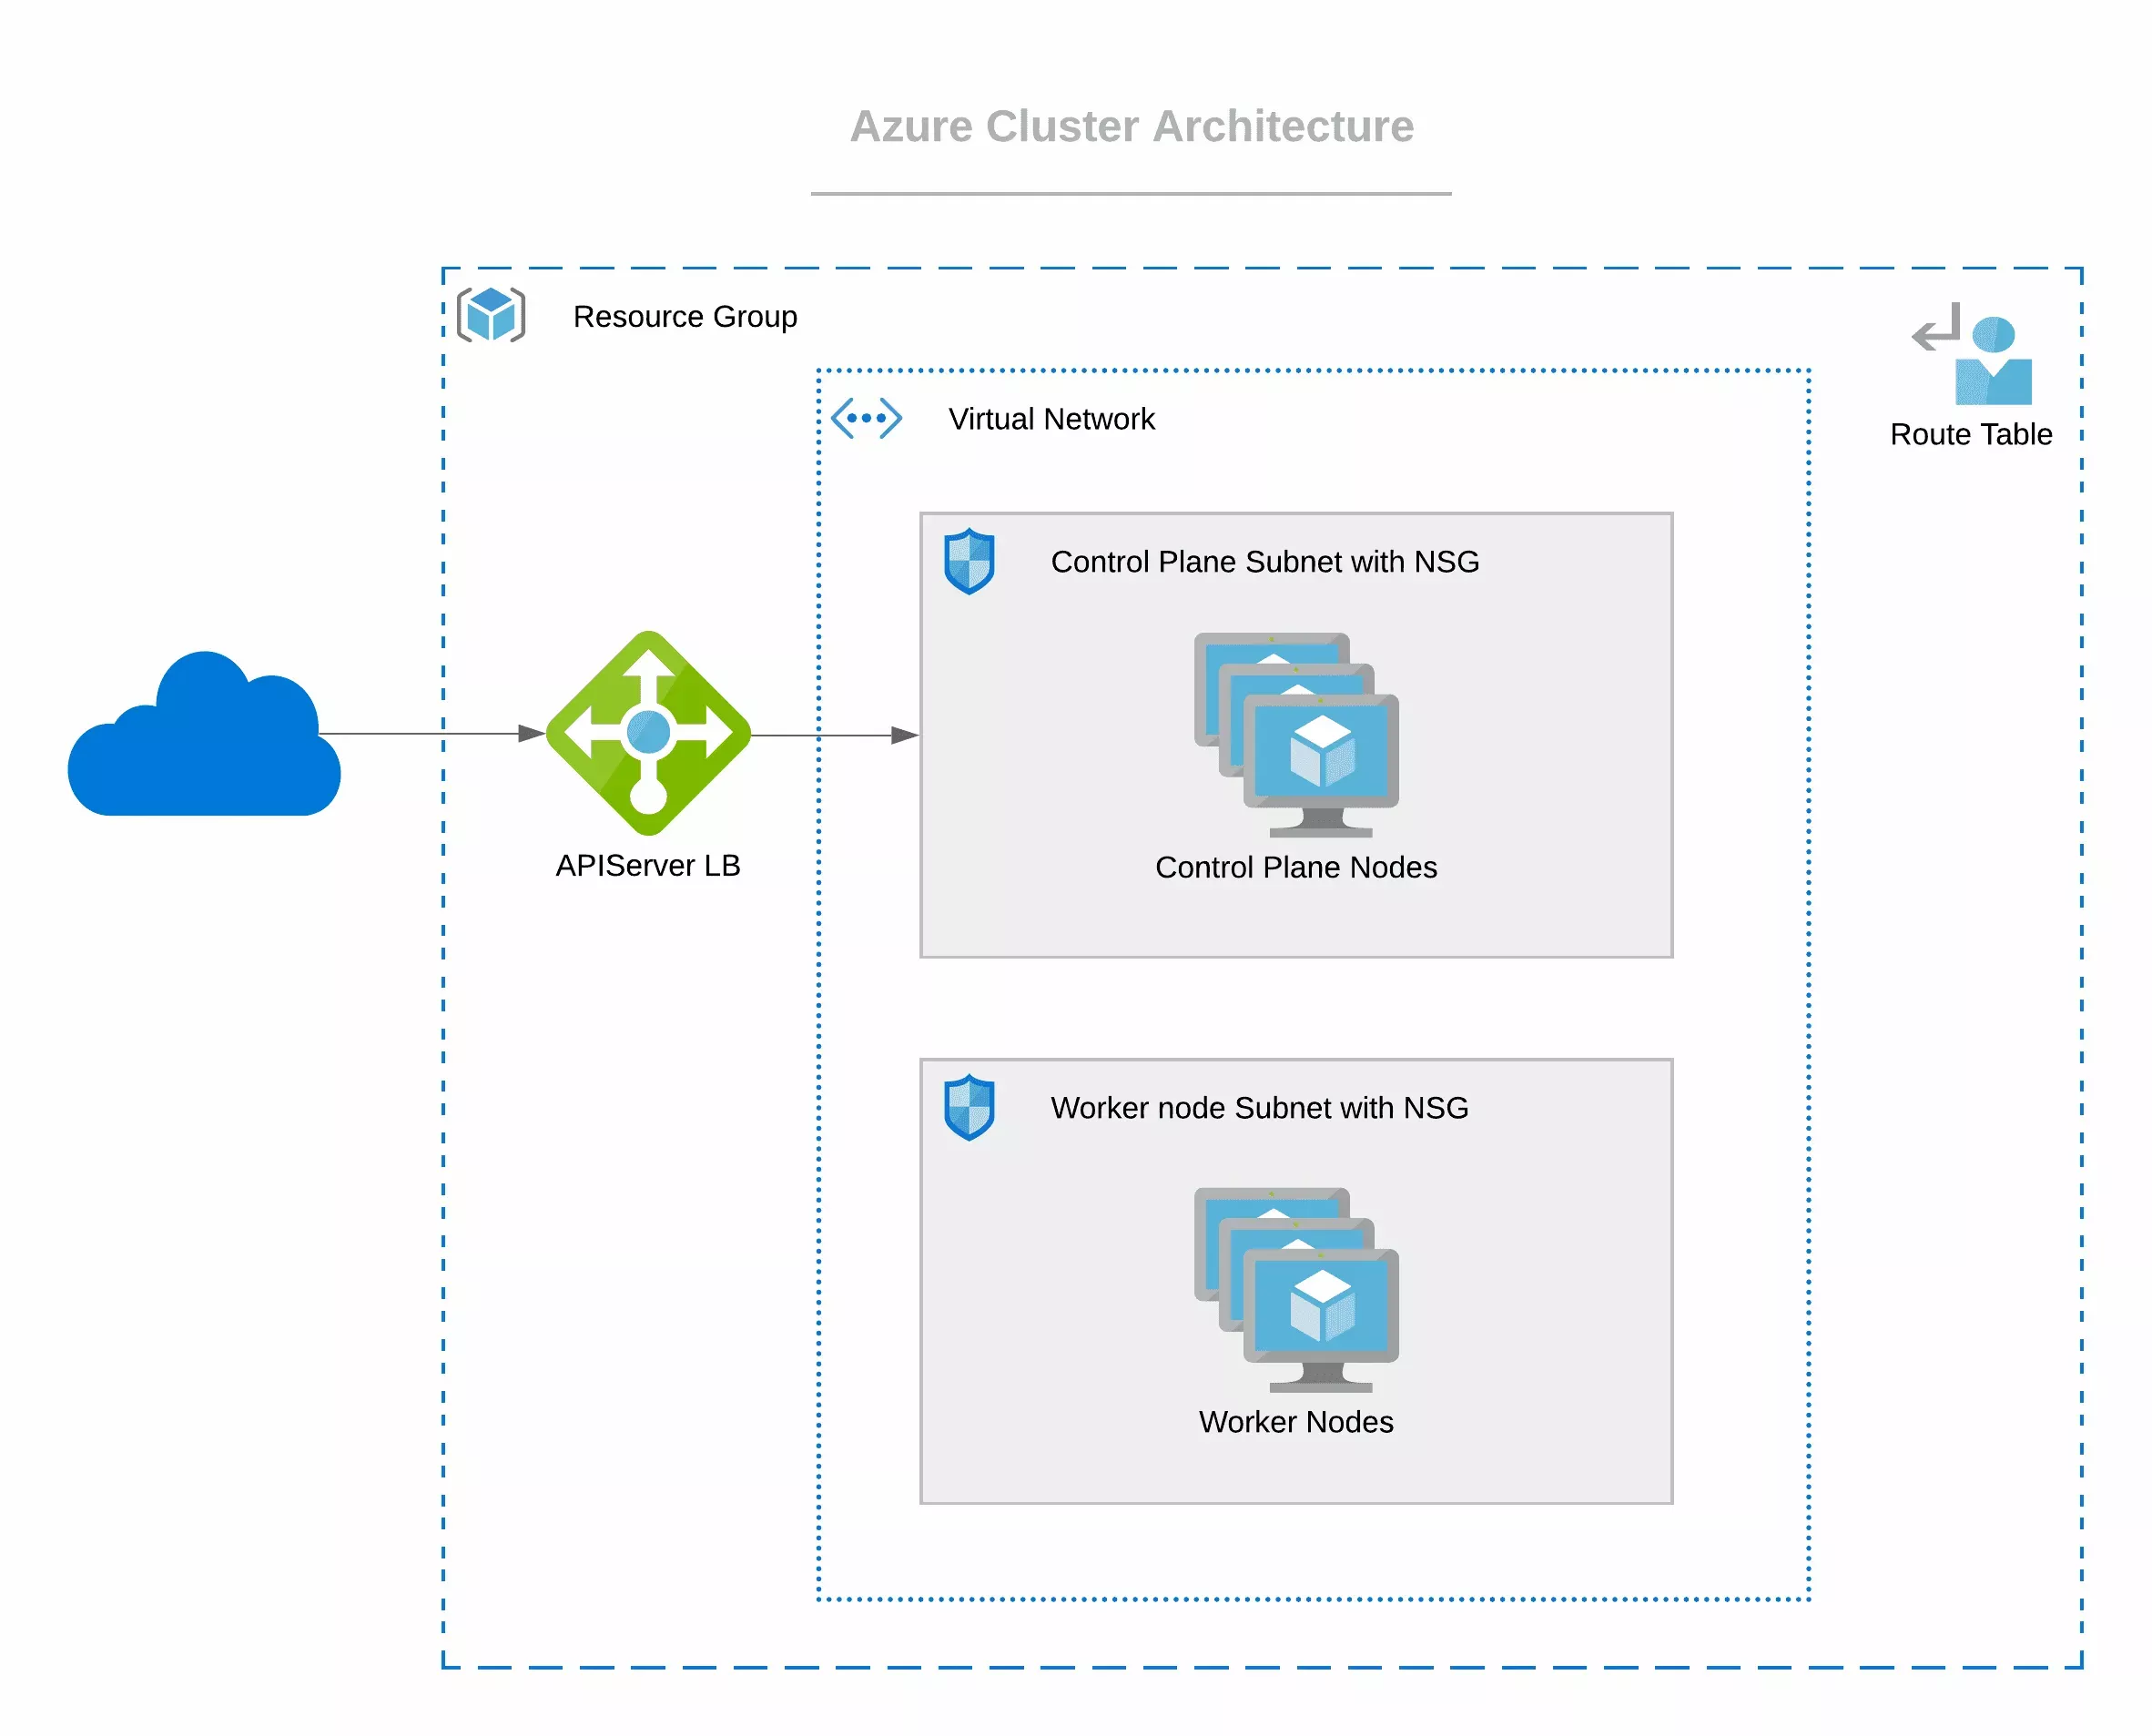 Azure Cluster Architecture
Resource Group
Route Table
Virtual Network
Control Plane Subnet with NSG
APIServer LB
Control Plane Nodes
Worker node Subnet with NSG
Worker Nodes